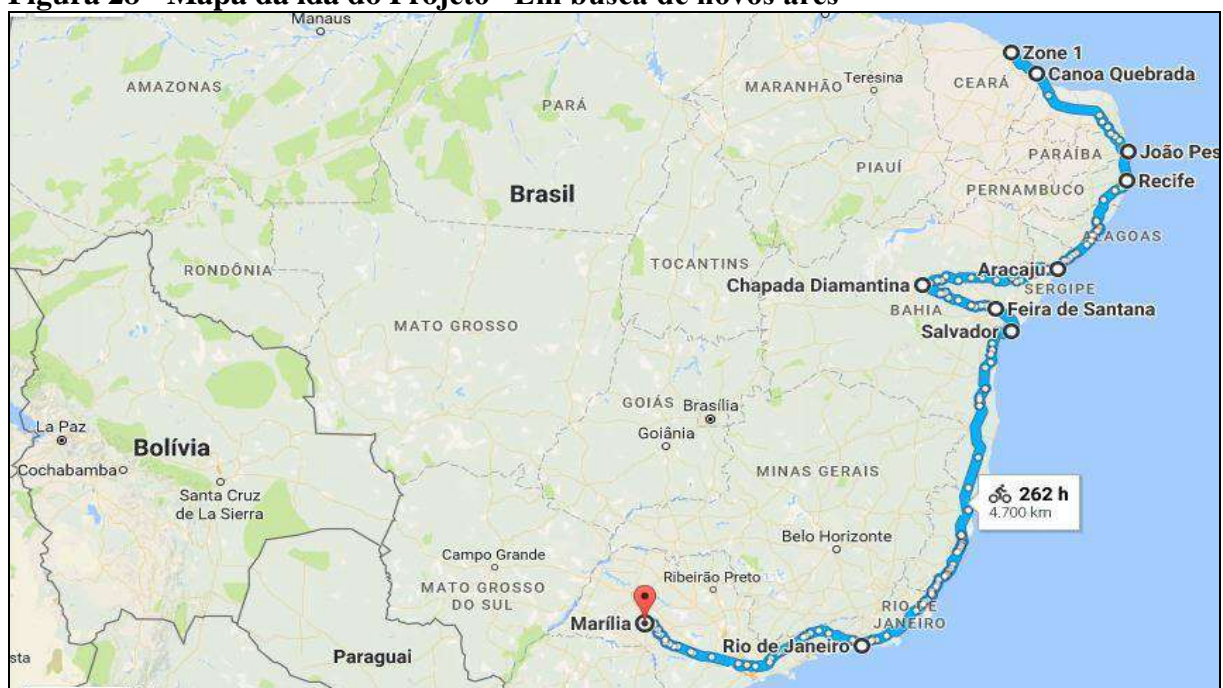 Figura 28 - Mapa da ida do Projeto "Em busca de novos ares"
Manaus
Zone 1
AMAZONAS
MARANHÃO
Teresina
CEARÁ
Canoa Quebrada
PARÁ
PARAÍBA
João Pes
PIAUÍ
Brasil
PERNAMBUCO
Recife
ALAGOAS
RONDÔNIA
TOCANTINS
Aracaju
Chapada Diamantina
SERGIPE
BAHIA
Feira de Santana
MATO GROSSO
Salvador
GOIÁS
Brasília
La Paz
Goiânia
Bolívia
Cochabamba
MINAS GERAIS
Santa Cruz
de La Sierra
262 h
4.700 km
Belo Horizonte
Campo Grande
Ribeirão Preto
MATO GROSSO
DO SUL
RIO DE
JANEIRO
Marília
Rio de Janeiro
Paraguai
sta